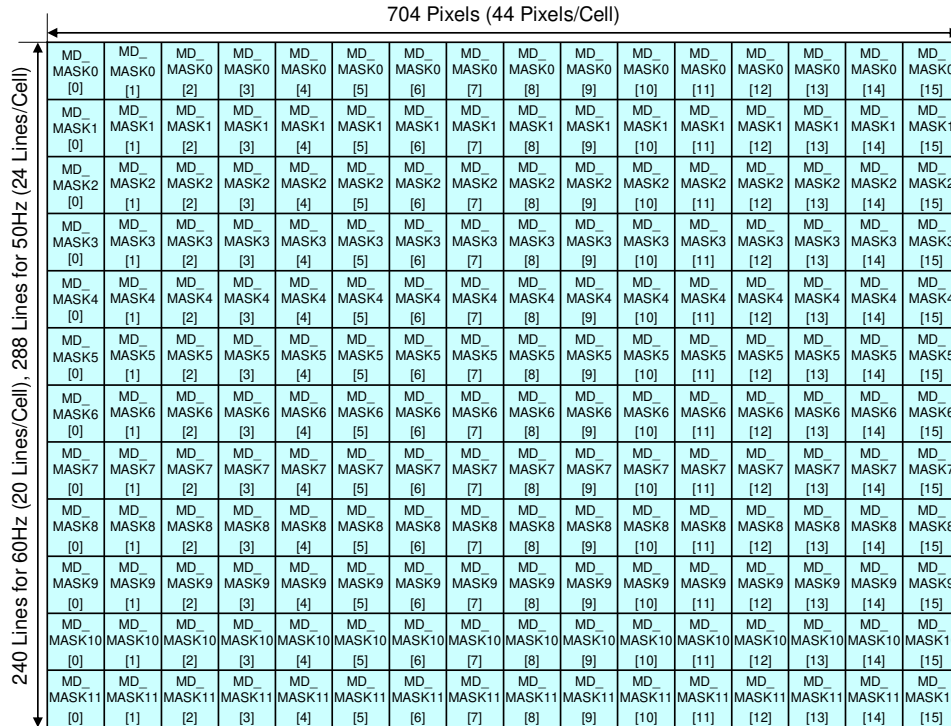 704 Pixels (44 Pixels/Cell)
240 Lines for 60Hz (20 Lines/Cell), 288 Lines for 50Hz (24 Lines/Cell)
MD_ MD_ MD_ MD_ MD_ MD_ MD_ MD_ MD_ MD_ MD_ MD_ MD_ MD_ MD_ MD_
MASK0 MASK0 MASK0 MASK0 MASK0 MASK0 MASK0 MASK0 MASK0 MASK0 MASK0 MASK0 MASK0 MASK0 MASK0 MASK0
[0] [1] [2] [3] [4] [5] [6] [7] [8] [9] [10] [11] [12] [13] [14] [15]
MD_ MD_ MD_ MD_ MD_ MD_ MD_ MD_ MD_ MD_ MD_ MD_ MD_ MD_ MD_ MD_
MASK1 MASK1 MASK1 MASK1 MASK1 MASK1 MASK1 MASK1 MASK1 MASK1 MASK1 MASK1 MASK1 MASK1 MASK1 MASK1
[0] [1] [2] [3] [4] [5] [6] [7] [8] [9] [10] [11] [12] [13] [14] [15]
MD_ MD_ MD_ MD_ MD_ MD_ MD_ MD_ MD_ MD_ MD_ MD_ MD_ MD_ MD_ MD_
MASK2 MASK2 MASK2 MASK2 MASK2 MASK2 MASK2 MASK2 MASK2 MASK2 MASK2 MASK2 MASK2 MASK2 MASK2 MASK2
[0] [1] [2] [3] [4] [5] [6] [7] [8] [9] [10] [11] [12] [13] [14] [15]
MD_ MD_ MD_ MD_ MD_ MD_ MD_ MD_ MD_ MD_ MD_ MD_ MD_ MD_ MD_ MD_
MASK3 MASK3 MASK3 MASK3 MASK3 MASK3 MASK3 MASK3 MASK3 MASK3 MASK3 MASK3 MASK3 MASK3 MASK3 MASK3
[0] [1] [2] [3] [4] [5] [6] [7] [8] [9] [10] [11] [12] [13] [14] [15]
MD_ MD_ MD_ MD_ MD_ MD_ MD_ MD_ MD_ MD_ MD_ MD_ MD_ MD_ MD_ MD_
MASK4 MASK4 MASK4 MASK4 MASK4 MASK4 MASK4 MASK4 MASK4 MASK4 MASK4 MASK4 MASK4 MASK4 MASK4 MASK4
[0] [1] [2] [3] [4] [5] [6] [7] [8] [9] [10] [11] [12] [13] [14] [15]
MD_ MD_ MD_ MD_ MD_ MD_ MD_ MD_ MD_ MD_ MD_ MD_ MD_ MD_ MD_ MD_
MASK5 MASK5 MASK5 MASK5 MASK5 MASK5 MASK5 MASK5 MASK5 MASK5 MASK5 MASK5 MASK5 MASK5 MASK5 MASK5
[0] [1] [2] [3] [4] [5] [6] [7] [8] [9] [10] [11] [12] [13] [14] [15]
MD_ MD_ MD_ MD_ MD_ MD_ MD_ MD_ MD_ MD_ MD_ MD_ MD_ MD_ MD_ MD_
MASK6 MASK6 MASK6 MASK6 MASK6 MASK6 MASK6 MASK6 MASK6 MASK6 MASK6 MASK6 MASK6 MASK6 MASK6 MASK6
[0] [1] [2] [3] [4] [5] [6] [7] [8] [9] [10] [11] [12] [13] [14] [15]
MD_ MD_ MD_ MD_ MD_ MD_ MD_ MD_ MD_ MD_ MD_ MD_ MD_ MD_ MD_ MD_
MASK7 MASK7 MASK7 MASK7 MASK7 MASK7 MASK7 MASK7 MASK7 MASK7 MASK7 MASK7 MASK7 MASK7 MASK7 MASK7
[0] [1] [2] [3] [4] [5] [6] [7] [8] [9] [10] [11] [12] [13] [14] [15]
MD_ MD_ MD_ MD_ MD_ MD_ MD_ MD_ MD_ MD_ MD_ MD_ MD_ MD_ MD_ MD_
MASK8 MASK8 MASK8 MASK8 MASK8 MASK8 MASK8 MASK8 MASK8 MASK8 MASK8 MASK8 MASK8 MASK8 MASK8 MASK8
[0] [1] [2] [3] [4] [5] [6] [7] [8] [9] [10] [11] [12] [13] [14] [15]
MD_ MD_ MD_ MD_ MD_ MD_ MD_ MD_ MD_ MD_ MD_ MD_ MD_ MD_ MD_ MD_
MASK9 MASK9 MASK9 MASK9 MASK9 MASK9 MASK9 MASK9 MASK9 MASK9 MASK9 MASK9 MASK9 MASK9 MASK9 MASK9
[0] [1] [2] [3] [4] [5] [6] [7] [8] [9] [10] [11] [12] [13] [14] [15]
MD_ MD_ MD_ MD_ MD_ MD_ MD_ MD_ MD_ MD_ MD_ MD_ MD_ MD_ MD_ MD_
MASK10 MASK10 MASK10 MASK10 MASK10 MASK10 MASK10 MASK10 MASK10 MASK10 MASK10 MASK10 MASK10 MASK10 MASK10 MASK1
[0] [1] [2] [3] [4] [5] [6] [7] [8] [9] [10] [11] [12] [13] [14] [15]
MD_ MD_ MD_ MD_ MD_ MD_ MD_ MD_ MD_ MD_ MD_ MD_ MD_ MD_ MD_ MD_
MASK11 MASK11 MASK11 MASK11 MASK11 MASK11 MASK11 MASK11 MASK11 MASK11 MASK11 MASK11 MASK11 MASK11 MASK11 MASK1
[0] [1] [2] [3] [4] [5] [6] [7] [8] [9] [10] [11] [12] [13] [14] [15]